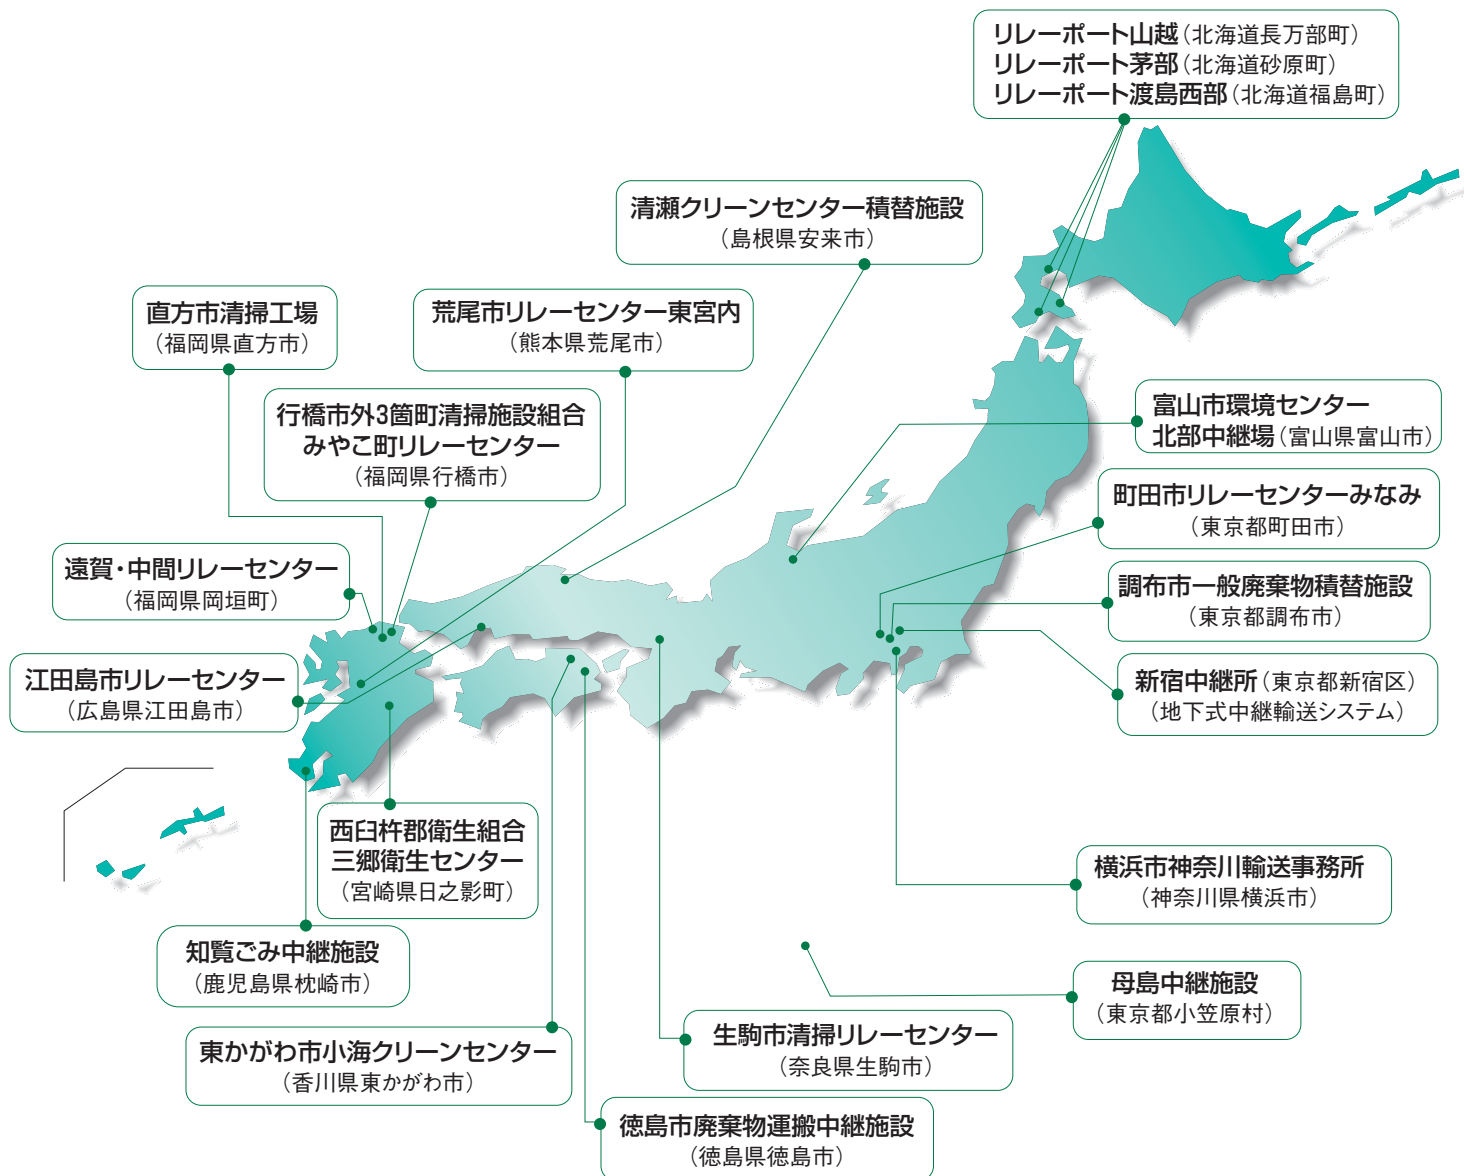 リレーポート山越（北海道長万部町）
リレーポート茅部（北海道砂原町）
リレーポート渡島西部（北海道福島町）
清瀬クリーンセンター積替施設
（島根県安来市）
荒尾市リレーセンター東宮内
（熊本県荒尾市）
直方市清掃工場
（福岡県直方市）
行橋市外3箇町清掃施設組合
みやこ町リレーセンター
（福岡県行橋市）
富山市環境センター
北部中継場（富山県富山市）
町田市リレーセンターみなみ
（東京都町田市）
遠賀・中間リレーセンター
（福岡県岡垣町）
調布市一般廃棄物積替施設
（東京都調布市）
江田島市リレーセンター
（広島県江田島市）
新宿中継所（東京都新宿区）
（地下式中継輸送システム）
西臼杵郡衛生組合
三郷衛生センター
（宮崎県日之影町）
横浜市神奈川輸送事務所
（神奈川県横浜市）
知覧ごみ中継施設
（鹿児島県枕崎市）
母島中継施設
（東京都小笠原村）
東かがわ市小海クリーンセンター
（香川県東かがわ市）
生駒市清掃リレーセンター
（奈良県生駒市）
徳島市廃棄物運搬中継施設
（徳島県徳島市）